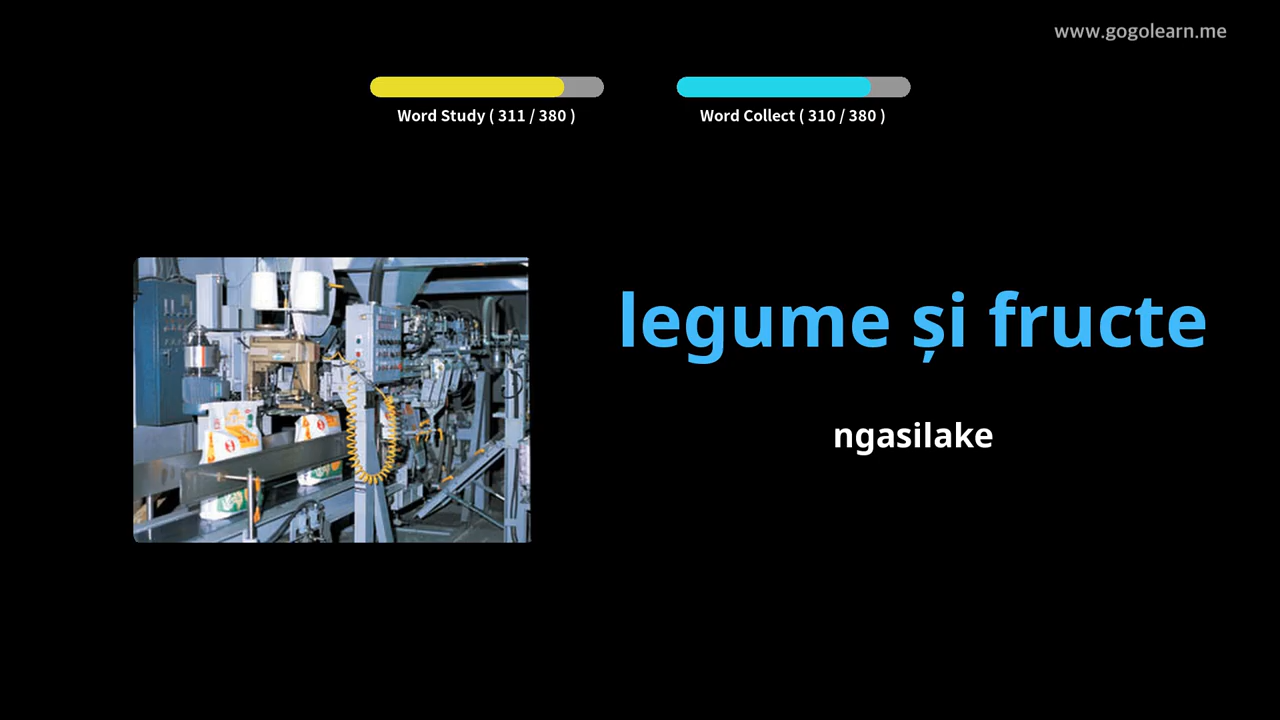 www.gogolearn.me
Word Study ( 311 / 380 )
Word Collect ( 310 / 380 )
legume și fructe
ngasilake